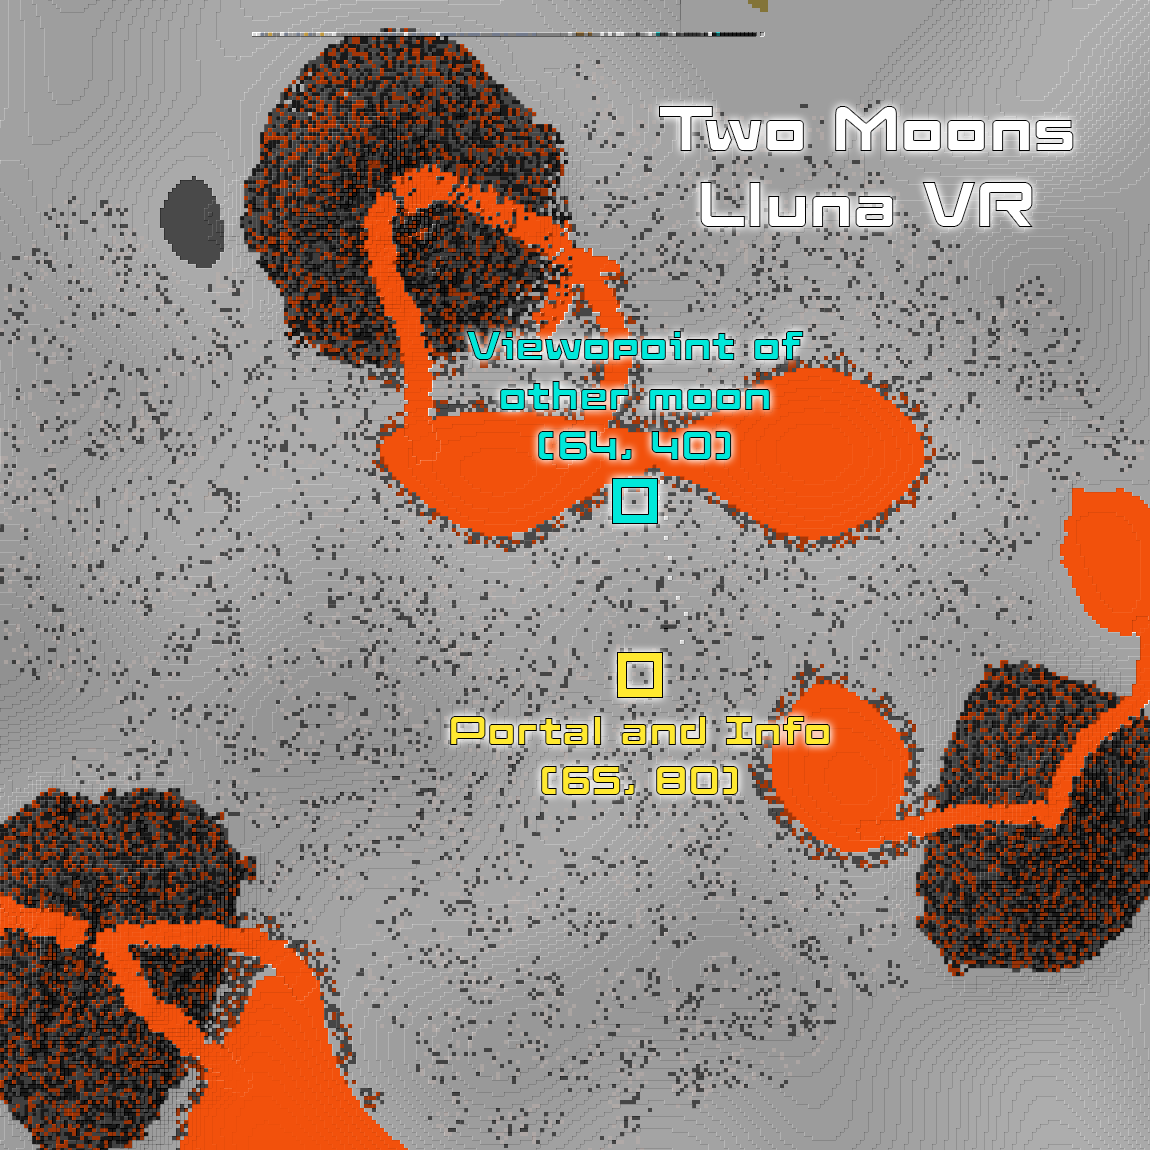 Two Moons
Lluna VR
Viewopoint of
other moon
(64, 40)
Portal and Info
(65, 80)